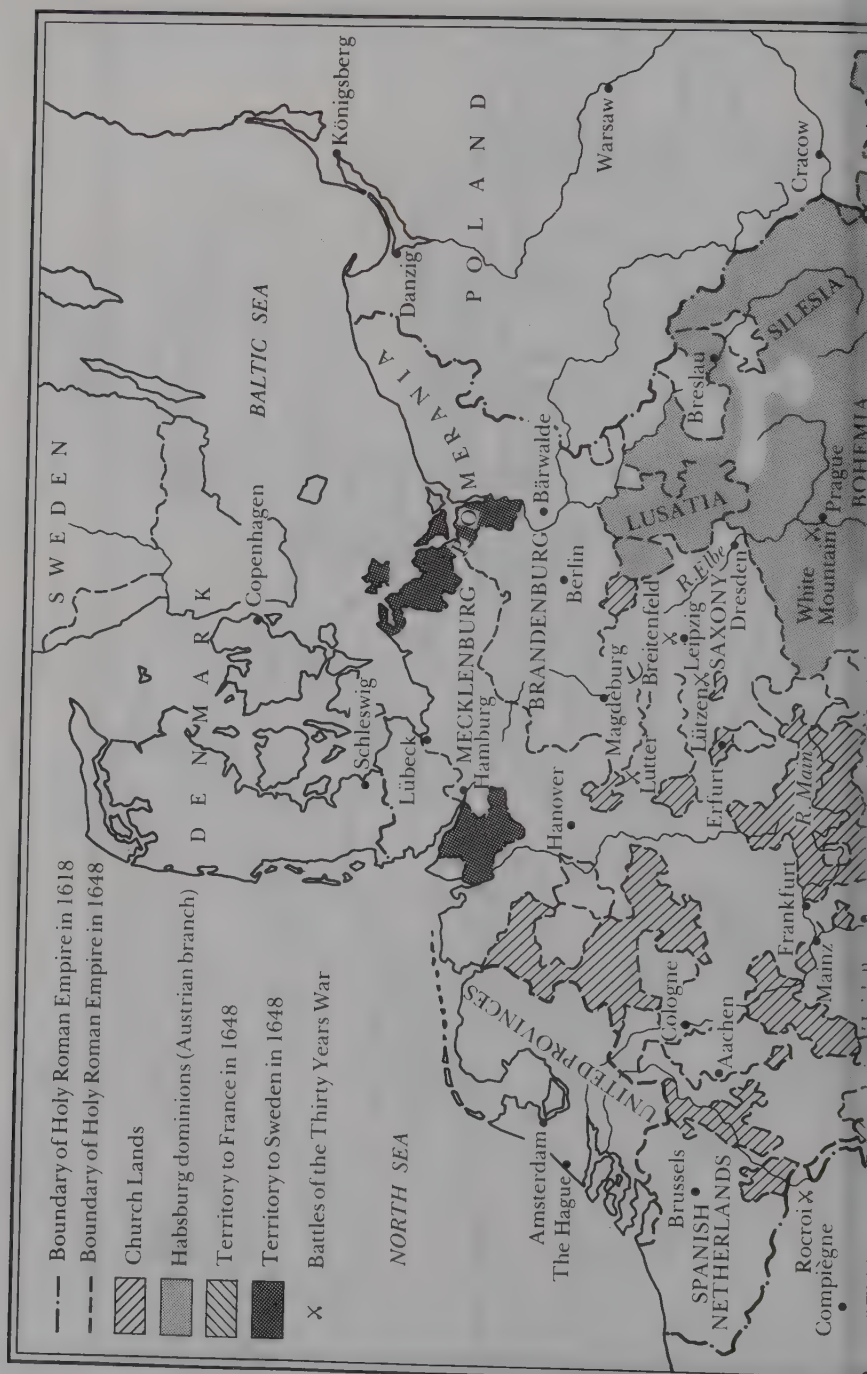 Boundary of Holy Roman Empire in 1618
Boundary of Holy Roman Empire in 1648
Church Lands
Habsburg dominions (Austrian branch)
Territory to France in 1648
Territory to Sweden in 1648
Battles of the Thirty Years War
NORTH SEA
SWEDEN
DENMARK
Copenhagen
BALTIC SEA
Königsberg
Danzig
POLAND
Warsaw
Cracow
Schleswig
Lübeck
MECKLENBURG
Hamburg
POMERANIA
Bärwalde
BRANDENBURG
Berlin
Hanover
Magdeburg
Breitenfeld
Lutter
Leipzig
Lützen
SAXONY
Dresden
R. Elbe
Erfurt
LUSATIA
Breslau
SILESIA
White
Mountain
Prague
BOHEMIA
R. Main
Frankfurt
Mainz
Amsterdam
The Hague
UNITED PROVINCES
Cologne
Aachen
Brussels
SPANISH
NETHERLANDS
Rocroi
Compiègne